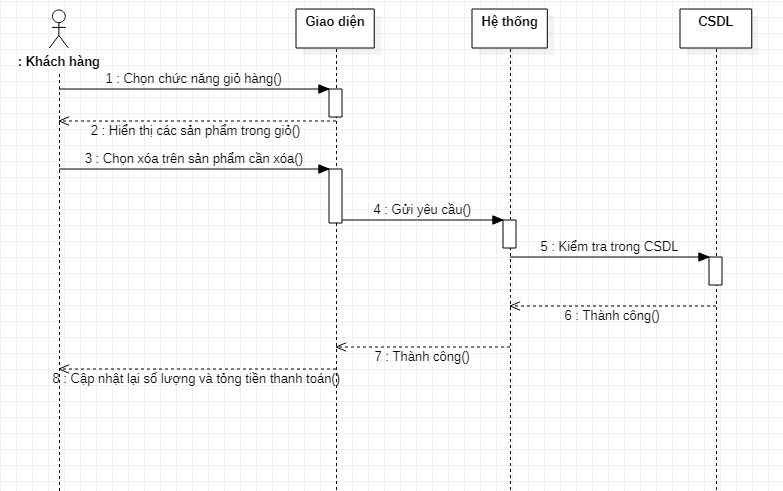 Giao diện
Hệ thống
CSDL
: Khách hàng
1 : Chọn chức năng giỏ hàng()
2 : Hiển thị các sản phẩm trong giỏ()
3 : Chọn xóa trên sản phẩm cần xóa()
4 : Gửi yêu cầu()
5 : Kiểm tra trong CSDL
6 : Thành công()
7 : Thành công()
8 : Cập nhật lại số lượng và tổng tiền thanh toán()